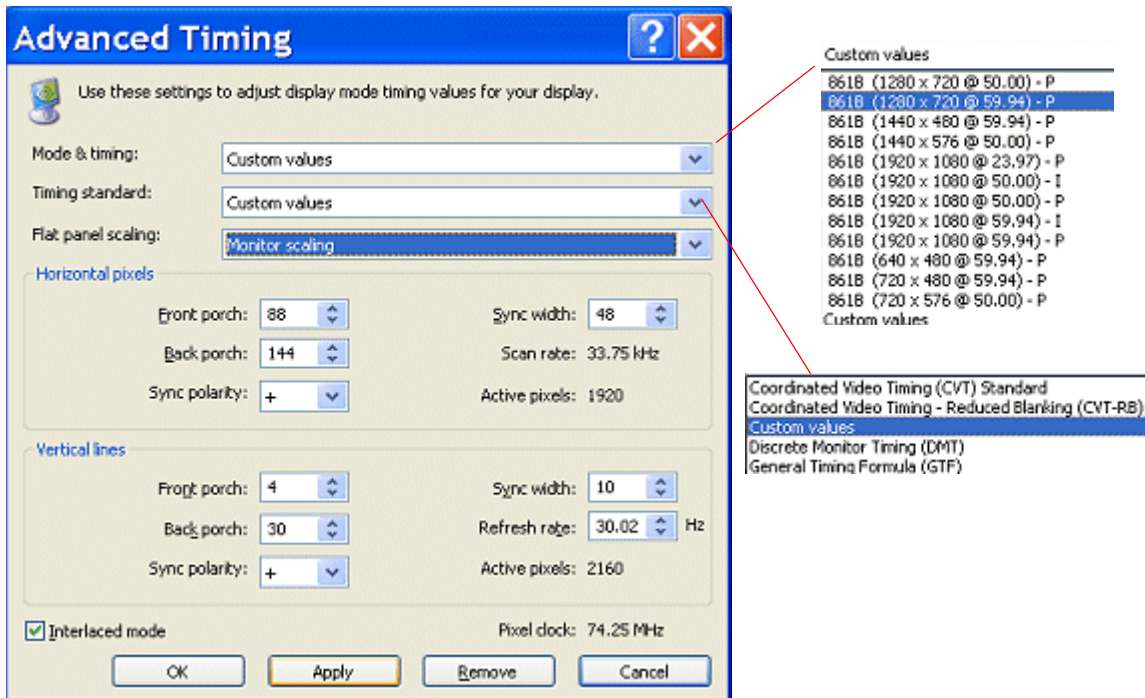 Advanced Timing
Use these settings to adjust display mode timing values for your display.
Mode & timing: Custom values
Timing standard: Custom values
Flat panel scaling: Monitor scaling
Horizontal pixels
Front porch: 88 Sync width: 48
Back porch: 144 Scan rate: 33.75 kHz
Sync polarity: + Active pixels: 1920
Vertical lines
Front porch: 4 Sync width: 10
Back porch: 30 Refresh rate: 30.02 Hz
Sync polarity: + Active pixels: 2160
Interlaced mode Pixel clock: 74.25 MHz
OK Apply Remove Cancel
Custom values
861B (1280 x 720 @ 50.00) - P
861B (1280 x 720 @ 59.94) - P
861B (1440 x 480 @ 59.94) - P
861B (1440 x 576 @ 50.00) - P
861B (1920 x 1080 @ 23.97) - P
861B (1920 x 1080 @ 50.00) - I
861B (1920 x 1080 @ 50.00) - P
861B (1920 x 1080 @ 59.94) - I
861B (1920 x 1080 @ 59.94) - P
861B (640 x 480 @ 59.94) - P
861B (720 x 480 @ 59.94) - P
861B (720 x 576 @ 50.00) - P
Custom values
Coordinated Video Timing (CVT) Standard
Coordinated Video Timing - Reduced Blanking (CVT-RB)
Custom values
Discrete Monitor Timing (DMT)
General Timing Formula (GTF)